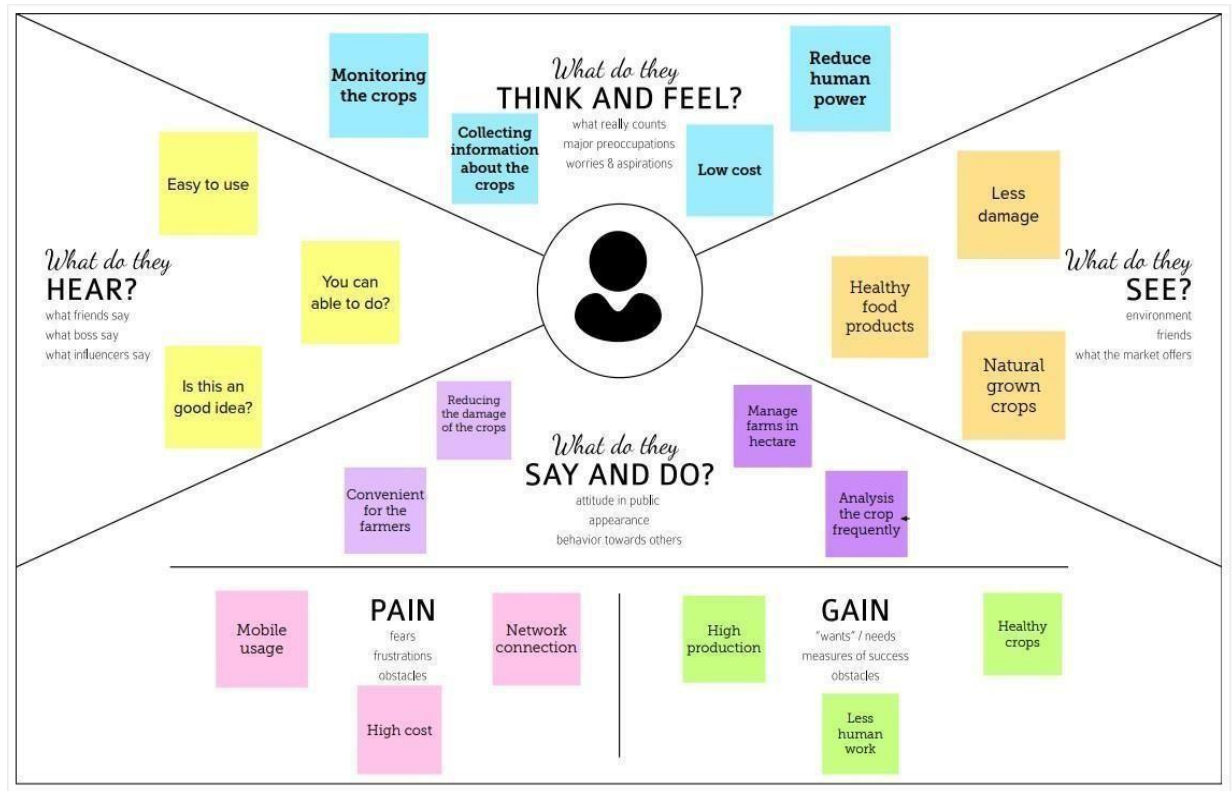 Monitoring
the crops
Collecting
information
about the
crops
What do they
THINK AND FEEL?
what really counts
major preoccupations
worries & aspirations
Low cost
Reduce
human
power
Easy to use
You can
able to do?
Is this an
good idea?
What do they
HEAR?
what friends say
what boss say
what influencers say
Less
damage
Healthy
food
products
Natural
grown
crops
What do they
SEE?
environment
friends
what the market offers
Reducing
the damage
of the crops
Convenient
for the
farmers
What do they
SAY AND DO?
attitude in public
appearance
behavior towards others
Manage
farms in
hectare
Analysis
the crop
frequently
Mobile
usage
PAIN
fears
frustrations
obstacles
Network
connection
High cost
High
production
GAIN
"wants" / needs
measures of success
obstacles
Healthy
crops
Less
human
work